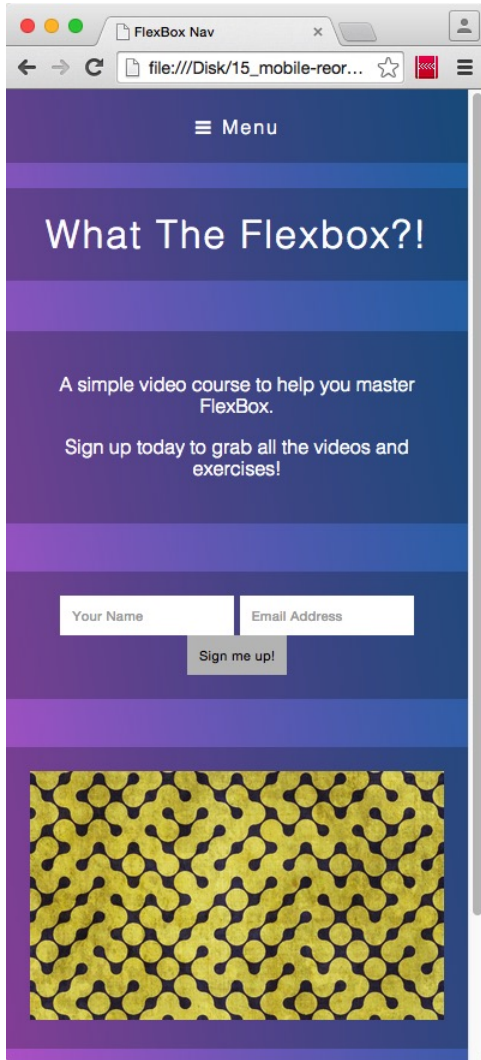 FlexBox Nav
file:///Disk/15_mobile-reor...
Menu
What The Flexbox?!
A simple video course to help you master
FlexBox.
Sign up today to grab all the videos and
exercises!
Your Name Email Address
Sign me up!